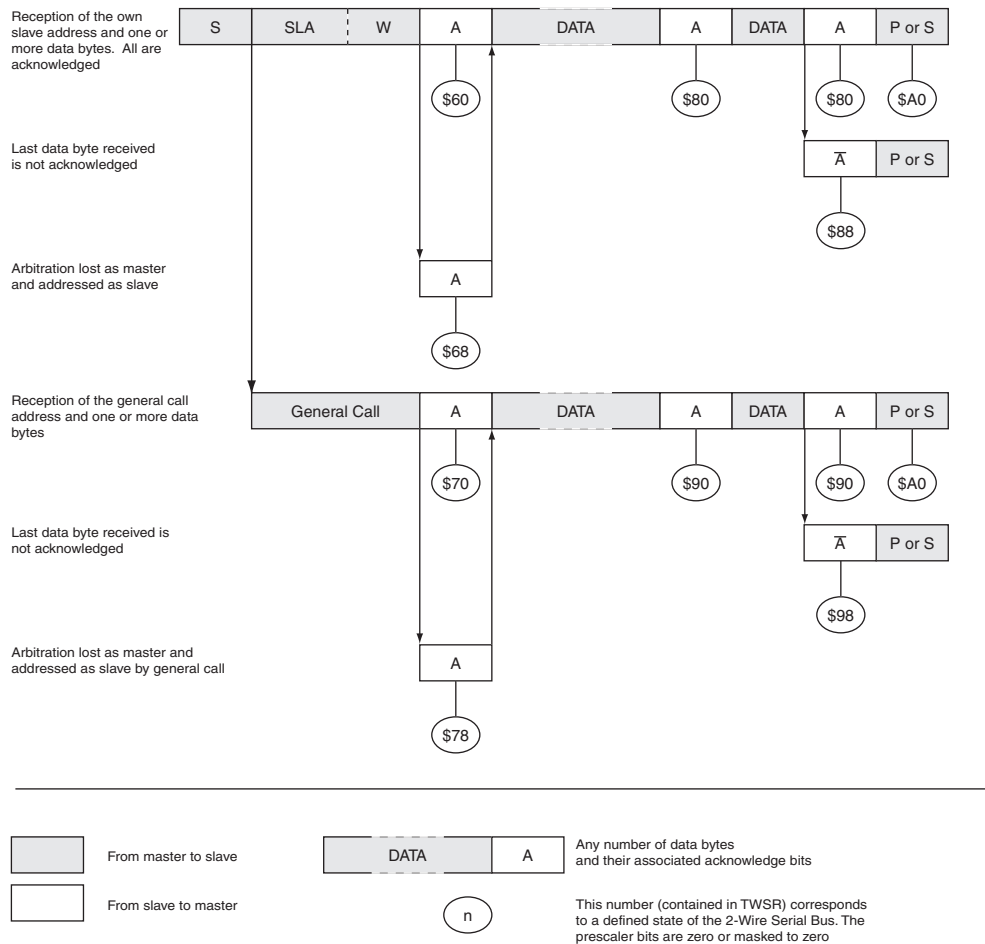 Reception of the own
slave address and one or
more data bytes. All are
acknowledged
S SLA W A DATA A DATA A P or S
$60 $80 $80 $A0
Last data byte received
is not acknowledged
A̅ P or S
$88
Arbitration lost as master
and addressed as slave
A
$68
Reception of the general call
address and one or more data
bytes
General Call A DATA A DATA A P or S
$70 $90 $90 $A0
Last data byte received is
not acknowledged
A̅ P or S
$98
Arbitration lost as master and
addressed as slave by general call
A
$78
From master to slave
DATA A
Any number of data bytes
and their associated acknowledge bits
From slave to master
n
This number (contained in TWSR) corresponds
to a defined state of the 2-Wire Serial Bus. The
prescaler bits are zero or masked to zero